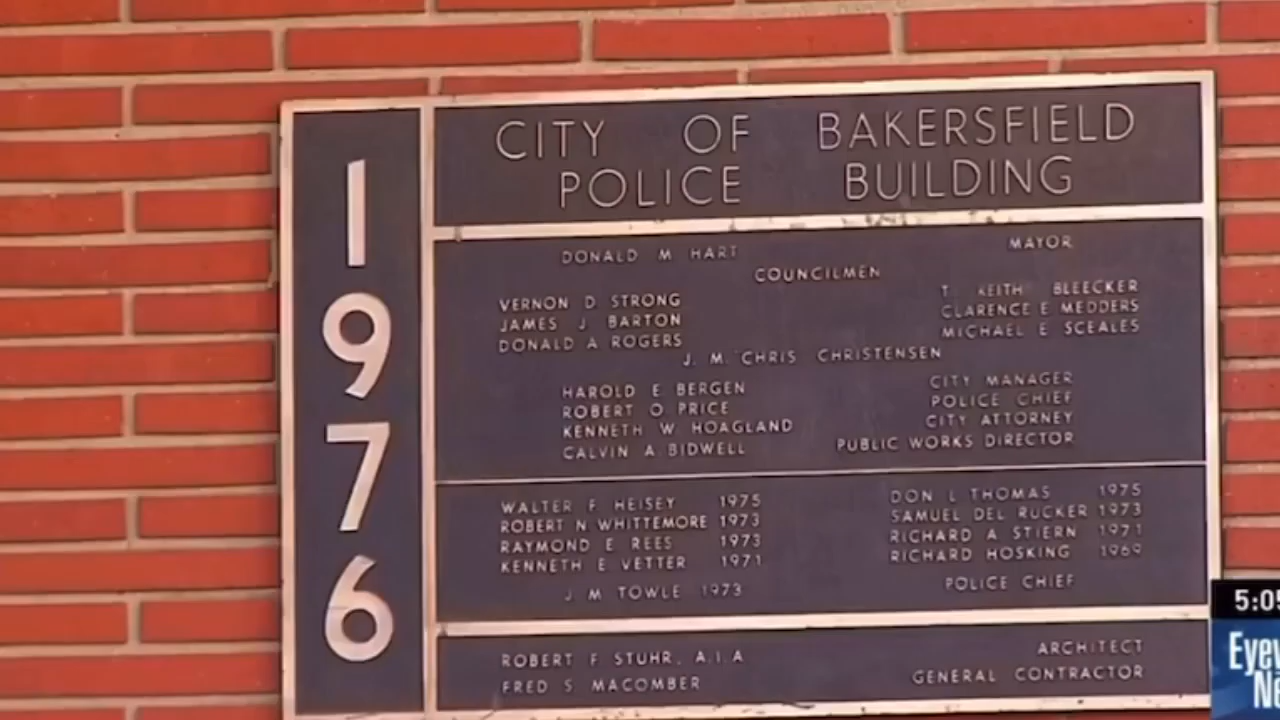 1976
CITY OF BAKERSFIELD
POLICE BUILDING
DONALD M HART MAYOR
COUNCILMEN
VERNON D STRONG T. KEITH BLEECKER
JAMES J BARTON CLARENCE E MEDDERS
DONALD A ROGERS MICHAEL E SCEALES
J. M. "CHRIS" CHRISTENSEN
HAROLD E BERGEN CITY MANAGER
ROBERT O PRICE POLICE CHIEF
KENNETH W HOAGLAND CITY ATTORNEY
CALVIN A BIDWELL PUBLIC WORKS DIRECTOR
WALTER F HEISEY 1975 DON L THOMAS 1975
ROBERT N WHITTEMORE 1973 SAMUEL DEL RUCKER 1973
RAYMOND E REES 1973 RICHARD A STIERN 1971
KENNETH E VETTER 1971 RICHARD HOSKING 1969
J M TOWLE 1973 POLICE CHIEF
ROBERT F STUHR, A.I.A ARCHITECT
FRED S MACOMBER GENERAL CONTRACTOR
5:05